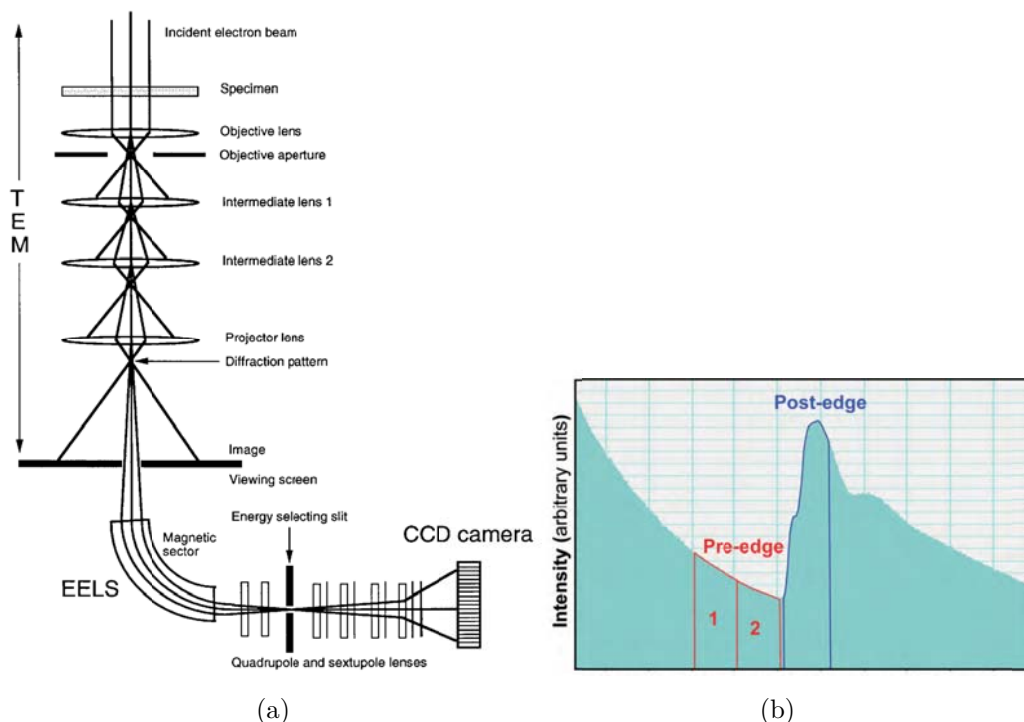 Incident electron beam
Specimen
Objective lens
Objective aperture
TEM
Intermediate lens 1
Intermediate lens 2
Projector lens
Diffraction pattern
Image
Viewing screen
Energy selecting slit
Magnetic
sector
CCD camera
EELS
Quadrupole and sextupole lenses
(a)
Intensity (arbitrary units)
Post-edge
Pre-edge
1
2
(b)